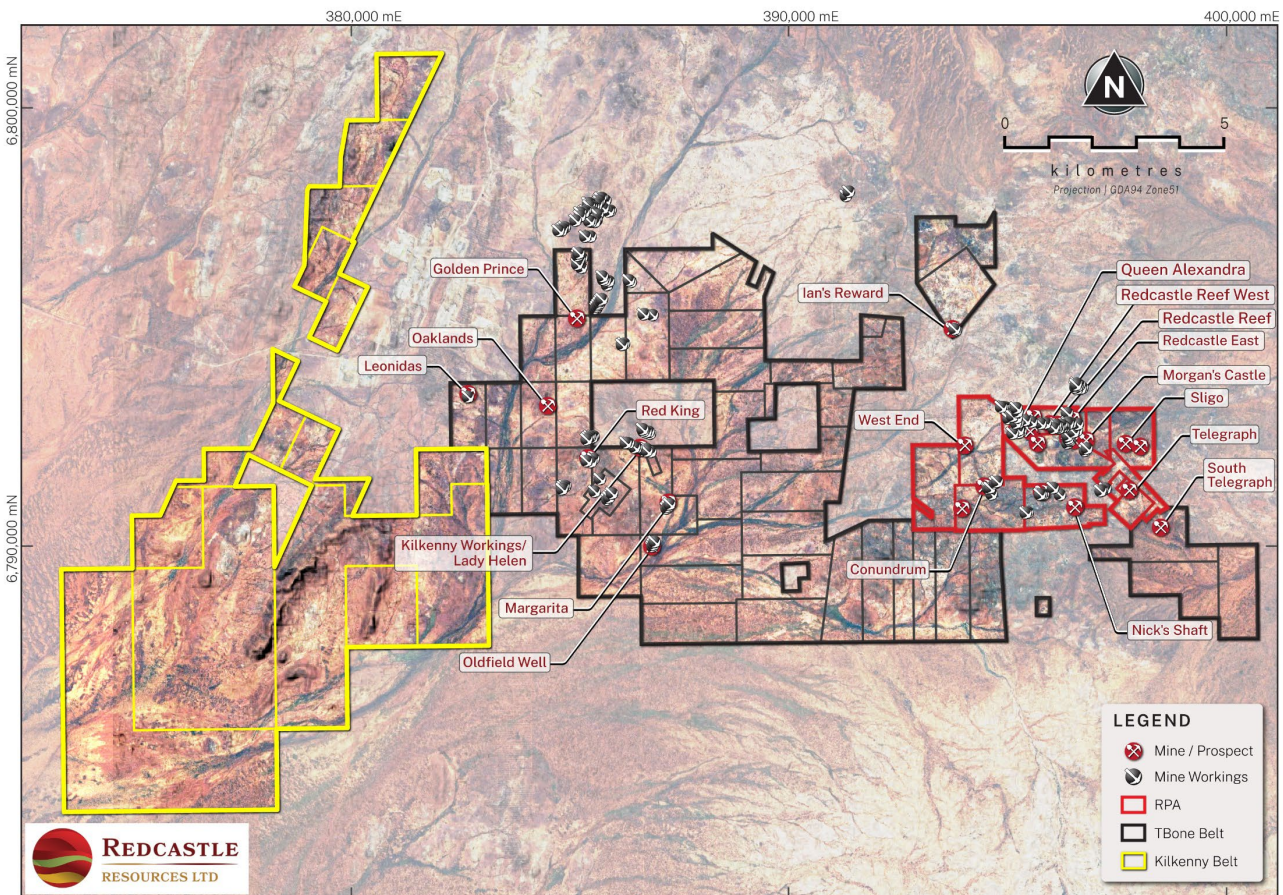 380,000 mE
390,000 mE
400,000 mE
6,800,000 mN
6,790,000 mN
N
0
5
kilometres
Projection | GDA94 Zone51
Golden Prince
Oaklands
Leonidas
Red King
Ian's Reward
Queen Alexandra
Redcastle Reef West
Redcastle Reef
Redcastle East
Morgan's Castle
Sligo
West End
Telegraph
South
Telegraph
Kilkenny Workings/
Lady Helen
Conundrum
Margarita
Nick's Shaft
Oldfield Well
LEGEND
Mine / Prospect
Mine Workings
RPA
TBone Belt
Kilkenny Belt
REDCASTLE
RESOURCES LTD